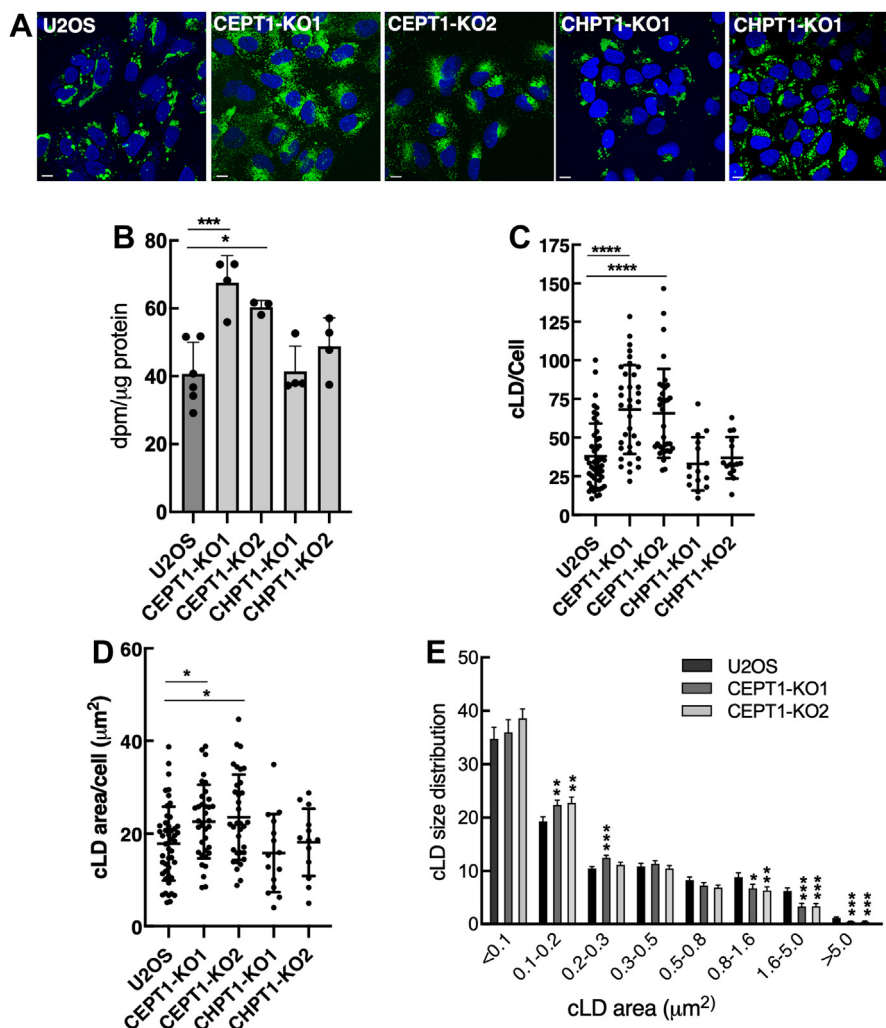 A
U2OS
CEPT1-KO1
CEPT1-KO2
CHPT1-KO1
CHPT1-KO1
B
dpm/µg protein
80
60
40
20
0
***
*
U2OS
CEPT1-KO1
CEPT1-KO2
CHPT1-KO1
CHPT1-KO2
C
cLD/Cell
175
150
125
100
75
50
25
0
****
****
U2OS
CEPT1-KO1
CEPT1-KO2
CHPT1-KO1
CHPT1-KO2
D
cLD area/cell (µm²)
60
40
20
0
*
*
U2OS
CEPT1-KO1
CEPT1-KO2
CHPT1-KO1
CHPT1-KO2
E
cLD size distribution
50
40
30
20
10
0
U2OS
CEPT1-KO1
CEPT1-KO2
**
**
***
*
**
***
***
***
***
<0.1
0.1-0.2
0.2-0.3
0.3-0.5
0.5-0.8
0.8-1.6
1.6-5.0
>5.0
cLD area (µm²)